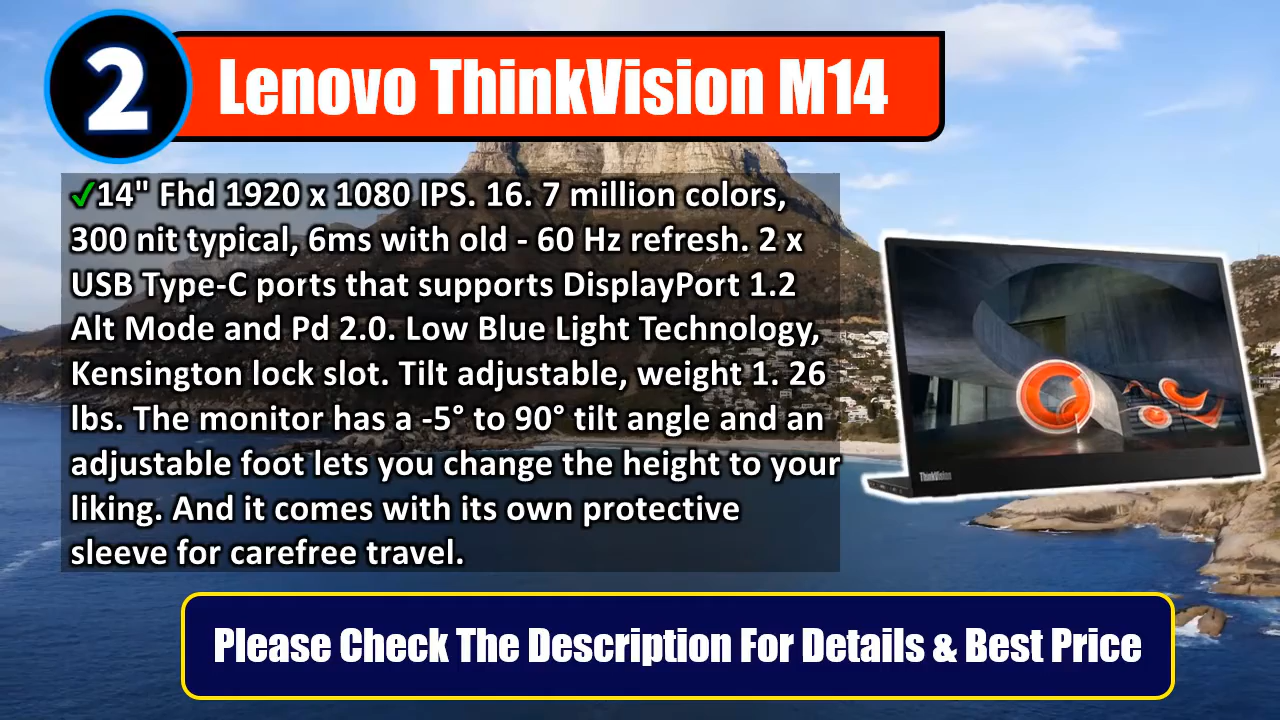 2
Lenovo ThinkVision M14
✓14" Fhd 1920 x 1080 IPS. 16. 7 million colors,
300 nit typical, 6ms with old - 60 Hz refresh. 2 x
USB Type-C ports that supports DisplayPort 1.2
Alt Mode and Pd 2.0. Low Blue Light Technology,
Kensington lock slot. Tilt adjustable, weight 1. 26
lbs. The monitor has a -5° to 90° tilt angle and an
adjustable foot lets you change the height to your
liking. And it comes with its own protective
sleeve for carefree travel.
ThinkVision
Please Check The Description For Details & Best Price